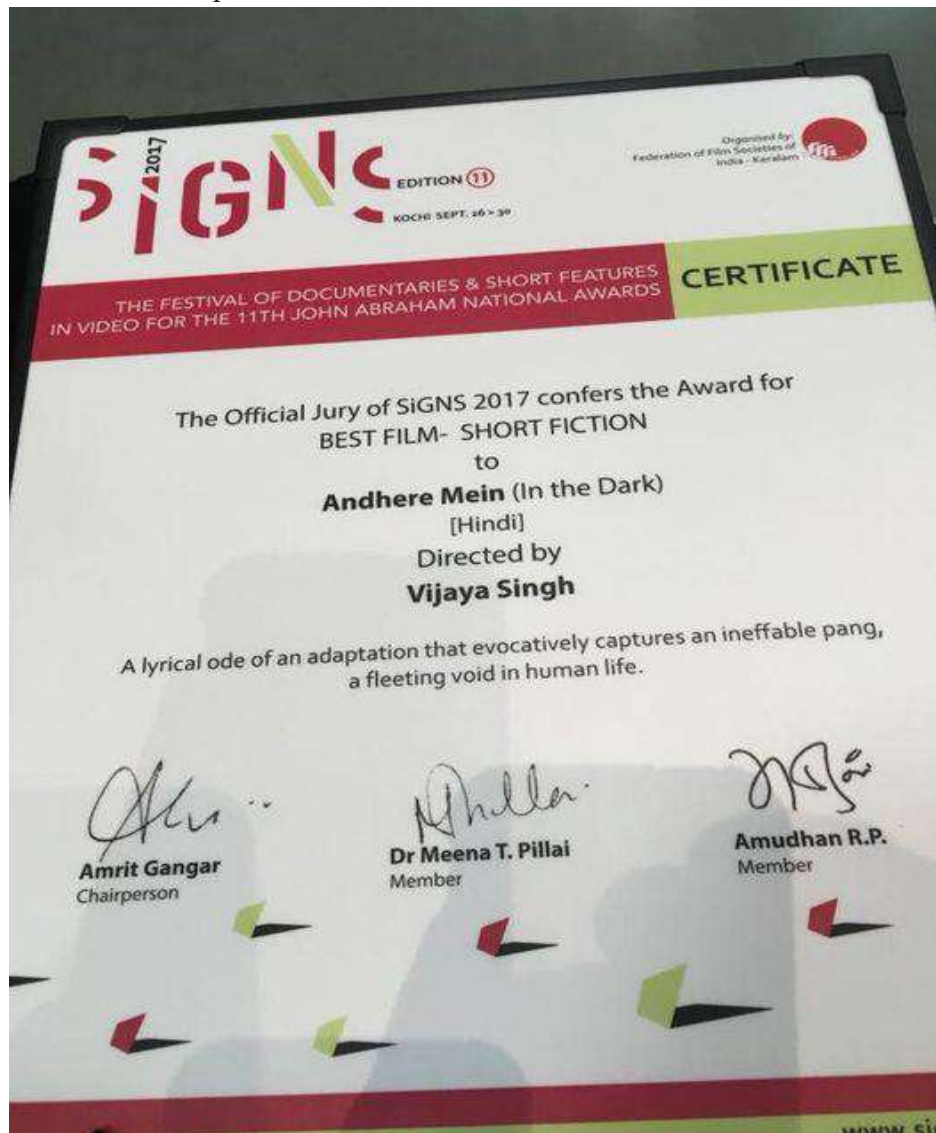 SiGNS 2017
EDITION 11
KOCHI SEPT. 26 > 30
Organised by:
Federation of Film Societies of
India - Keralam
THE FESTIVAL OF DOCUMENTARIES & SHORT FEATURES
IN VIDEO FOR THE 11TH JOHN ABRAHAM NATIONAL AWARDS
CERTIFICATE
The Official Jury of SiGNS 2017 confers the Award for
BEST FILM- SHORT FICTION
to
Andhere Mein (In the Dark)
[Hindi]
Directed by
Vijaya Singh
A lyrical ode of an adaptation that evocatively captures an ineffable pang,
a fleeting void in human life.
Amrit Gangar
Chairperson
Dr Meena T. Pillai
Member
Amudhan R.P.
Member